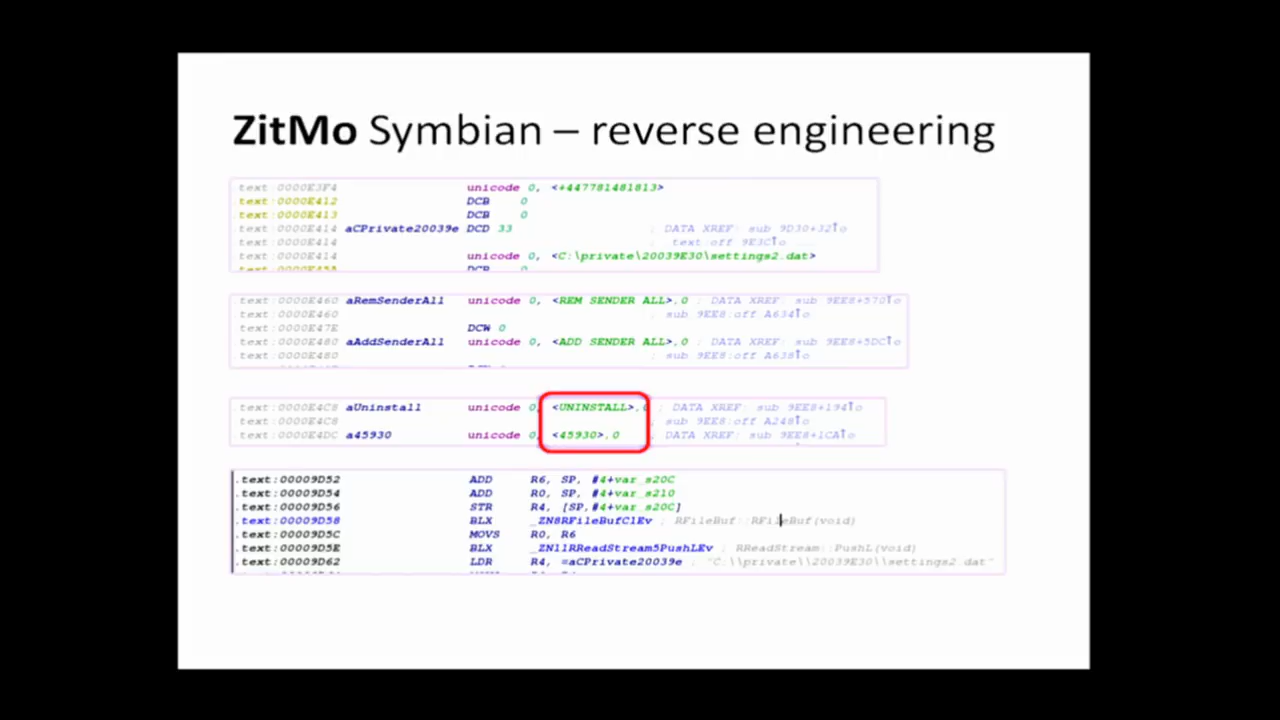 ZitMo Symbian – reverse engineering
text:0000E3F4 unicode 0, <+447781481813>
text:0000E412 DCB 0
text:0000E413 DCB 0
text:0000E414 aCPrivate20039e DCD 33 ; DATA XREF: sub 9D30+32↑o
text:0000E414 ; text:off 9E3C↑o ...
text:0000E414 unicode 0, <C:\private\20039E30\settings2.dat>
text:0000E460 aRemSenderAll unicode 0, <REM SENDER ALL>,0 ; DATA XREF: sub 9EE8+570↑o
text:0000E460 ; sub 9EE8:off A634↑o
text:0000E47E DCW 0
text:0000E480 aAddSenderAll unicode 0, <ADD SENDER ALL>,0 ; DATA XREF: sub 9EE8+5DC↑o
text:0000E480 ; sub 9EE8:off A638↑o
text:0000E4C8 aUninstall unicode 0, <UNINSTALL>,0 ; DATA XREF: sub 9EE8+194↑o
text:0000E4C8 ; sub 9EE8:off A248↑o
text:0000E4DC a45930 unicode 0, <45930>,0 ; DATA XREF: sub 9EE8+1CA↑o
.text:00009D52 ADD R6, SP, #4+var_s20C
.text:00009D54 ADD R0, SP, #4+var_s210
.text:00009D56 STR R4, [SP,#4+var_s20C]
.text:00009D58 BLX _ZN8RFileBufC1Ev ; RFileBuf::RFileBuf(void)
.text:00009D5C MOVS R0, R6
.text:00009D5E BLX _ZN11RReadStream5PushLEv ; RReadStream::PushL(void)
.text:00009D62 LDR R4, =aCPrivate20039e ; "C:\\private\\20039E30\\settings2.dat"